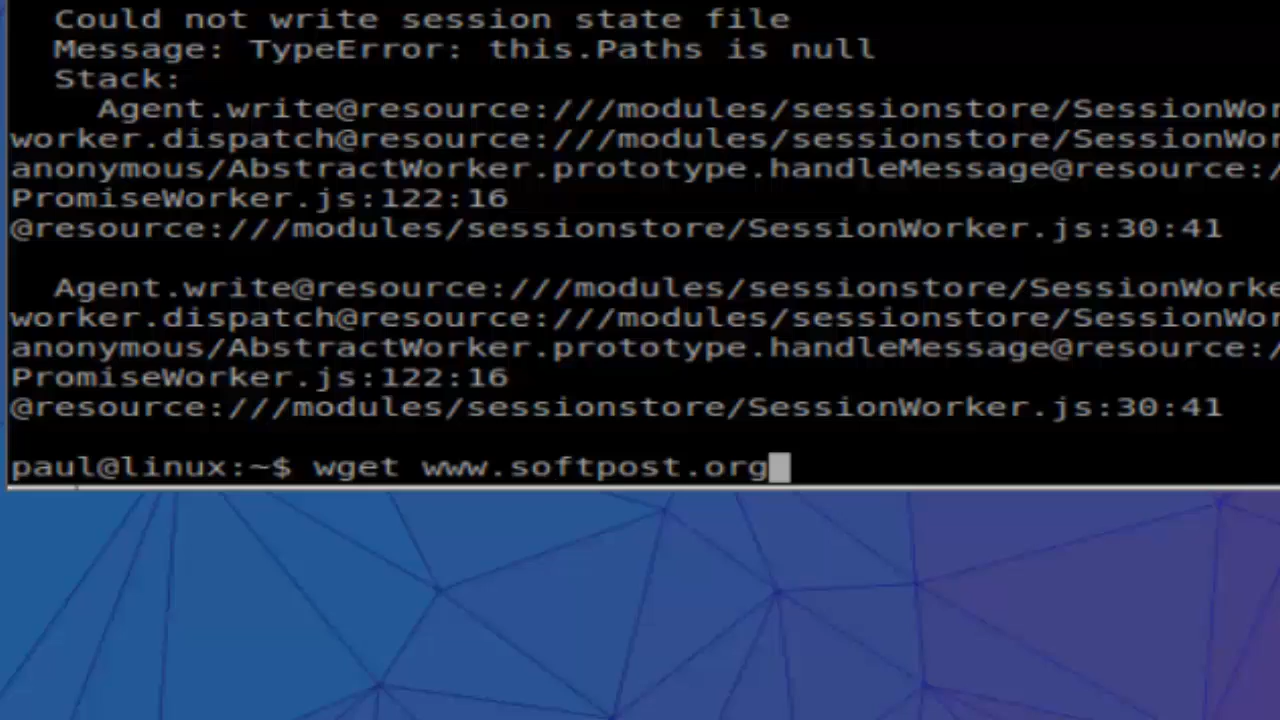 Could not write session state file
Message: TypeError: this.Paths is null
Stack:
Agent.write@resource:///modules/sessionstore/SessionWor
worker.dispatch@resource:///modules/sessionstore/SessionWor
anonymous/AbstractWorker.prototype.handleMessage@resource:/
PromiseWorker.js:122:16
@resource:///modules/sessionstore/SessionWorker.js:30:41
Agent.write@resource:///modules/sessionstore/SessionWorke
worker.dispatch@resource:///modules/sessionstore/SessionWor
anonymous/AbstractWorker.prototype.handleMessage@resource:/
PromiseWorker.js:122:16
@resource:///modules/sessionstore/SessionWorker.js:30:41
paul@linux:~$ wget www.softpost.org